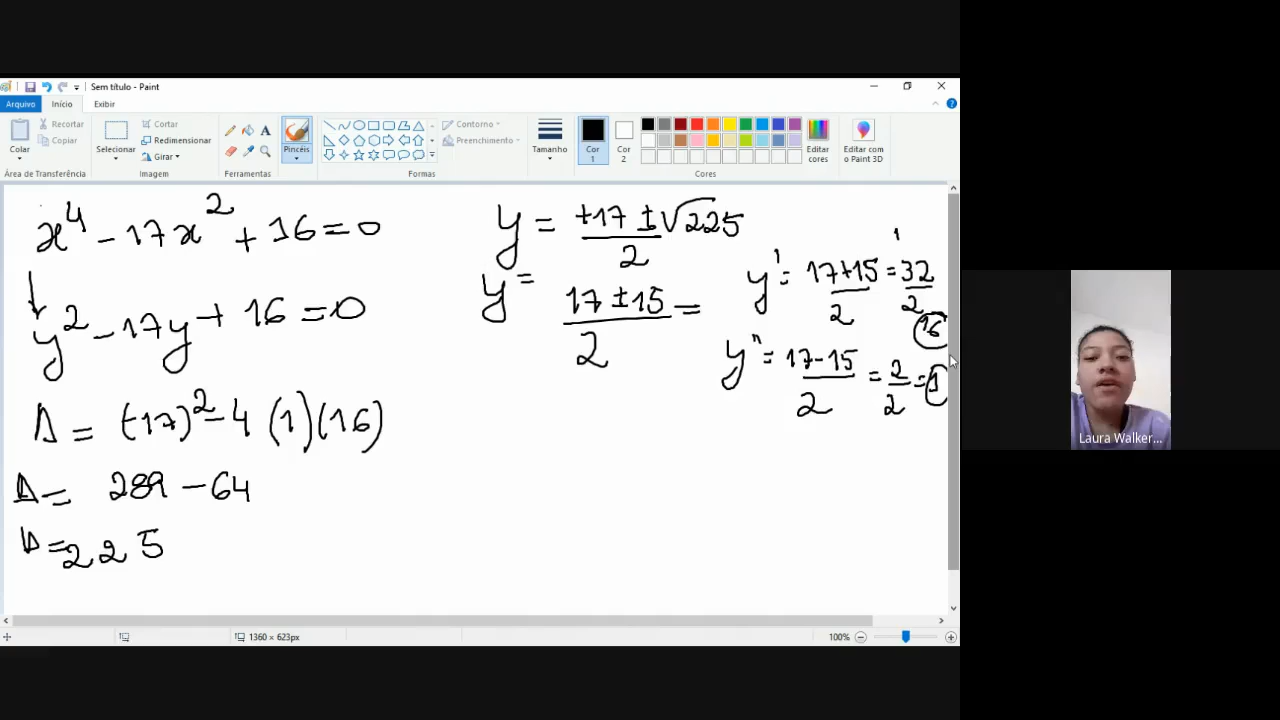 Sem título - Paint
Arquivo Início Exibir
Colar
Recortar
Copiar
Selecionar
Cortar
Redimensionar
Girar
A
Pincéis
Contorno
Preenchimento
Tamanho
Cor 1
Cor 2
Editar cores
Editar com o Paint 3D
Área de Transferência Imagem Ferramentas Formas Cores
x⁴ - 17x² + 16 = 0
y² - 17y + 16 = 0
Δ = (-17)² - 4 (1) (16)
Δ = 289 - 64
Δ = 225
y = +17 ± √225 / 2
y = 17 ± 15 / 2 =
y' = 17+15 / 2 = 32 / 2
16
y'' = 17-15 / 2 = 2 / 2 = 1
Laura Walker...
1360 × 623px
100%